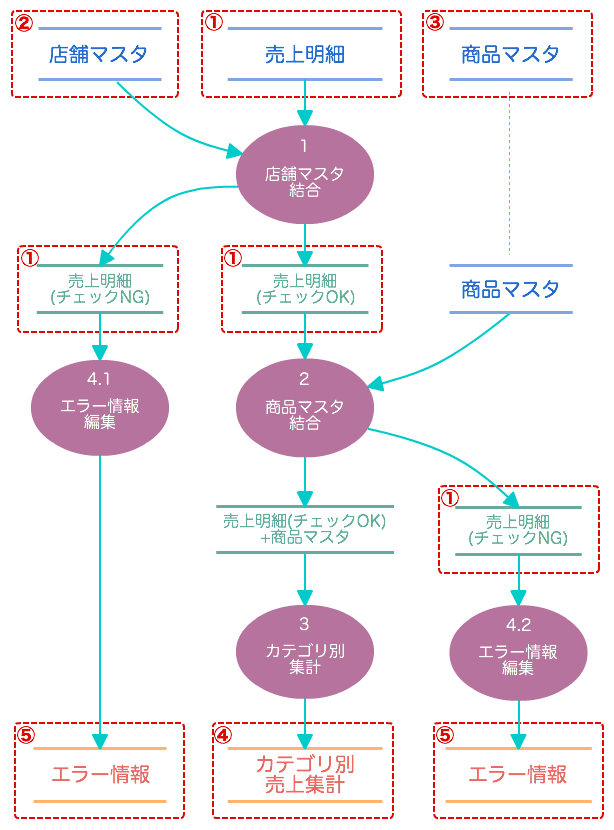 ②
店舗マスタ
①
売上明細
③
商品マスタ
1
店舗マスタ
結合
①
売上明細
(チェックNG)
①
売上明細
(チェックOK)
商品マスタ
4.1
エラー情報
編集
2
商品マスタ
結合
売上明細(チェックOK)
+商品マスタ
①
売上明細
(チェックNG)
3
カテゴリ別
集計
4.2
エラー情報
編集
⑤
エラー情報
④
カテゴリ別
売上集計
⑤
エラー情報